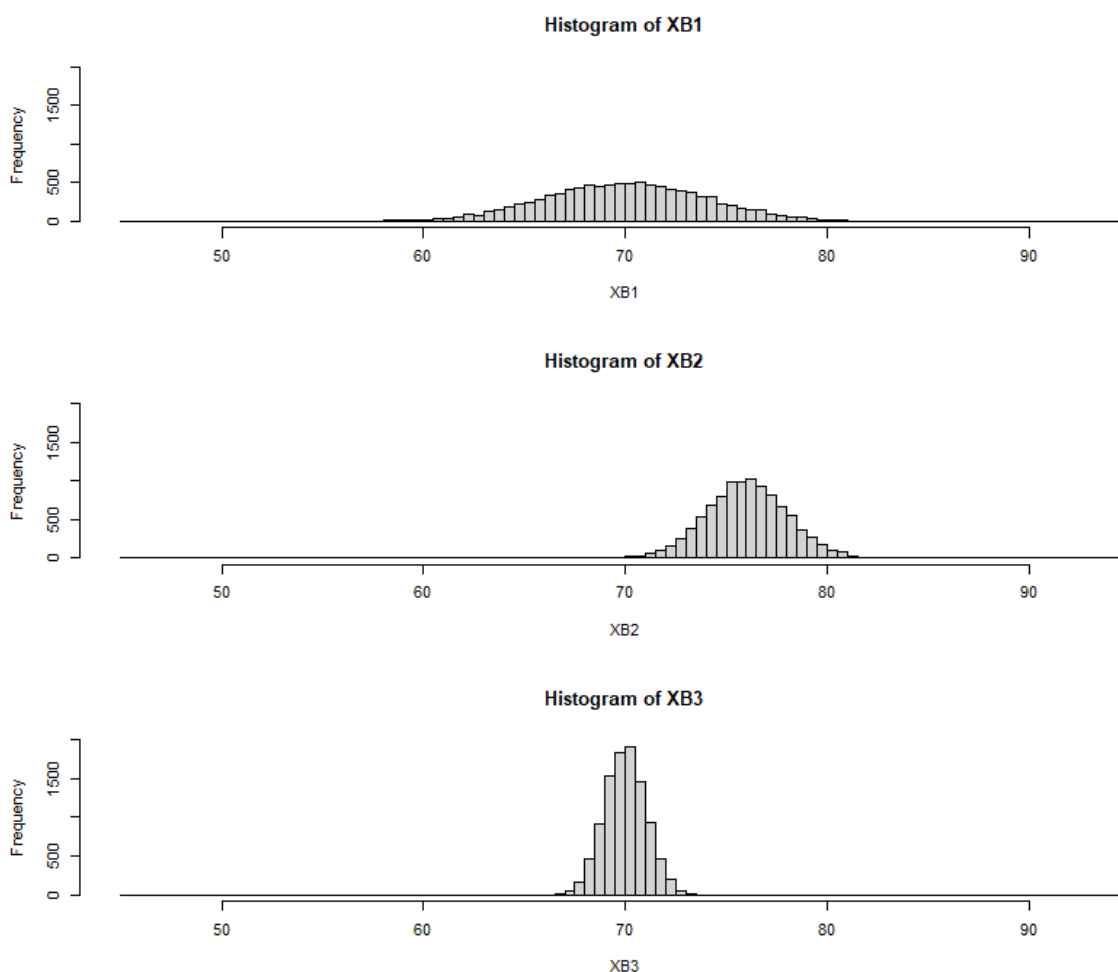 Histogram of XB1
Frequency
0 500 1500
50 60 70 80 90
XB1
Histogram of XB2
Frequency
0 500 1500
50 60 70 80 90
XB2
Histogram of XB3
Frequency
0 500 1500
50 60 70 80 90
XB3